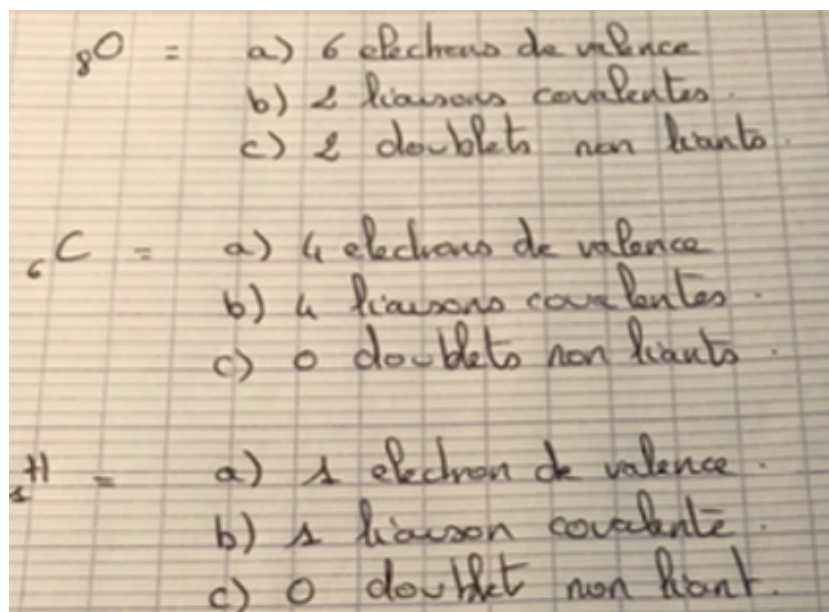 8O = a) 6 electrons de valence
b) 2 liaisons covalentes.
c) 2 doublets non liants.
6C = a) 4 electrons de valence
b) 4 liaisons covalentes.
c) 0 doublets non liants.
1H = a) 1 electron de valence.
b) 1 liaison covalente.
c) 0 doublet non liant.